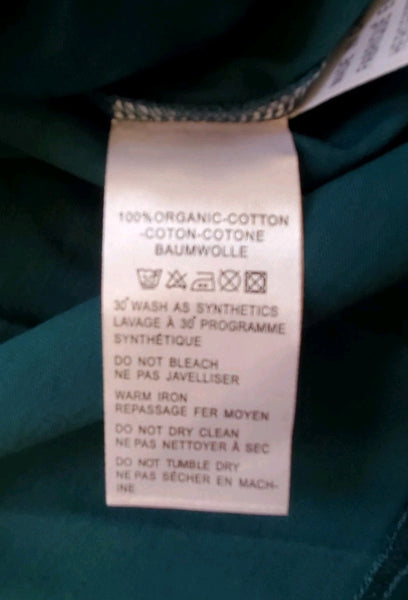 100% ORGANIC-COTTON
-COTON-COTONE
BAUMWOLLE
30° WASH AS SYNTHETICS
LAVAGE À 30° PROGRAMME
SYNTHÉTIQUE
DO NOT BLEACH
NE PAS JAVELLISER
WARM IRON
REPASSAGE FER MOYEN
DO NOT DRY CLEAN
NE PAS NETTOYER À SEC
DO NOT TUMBLE DRY
NE PAS SÉCHER EN MACH-
INE